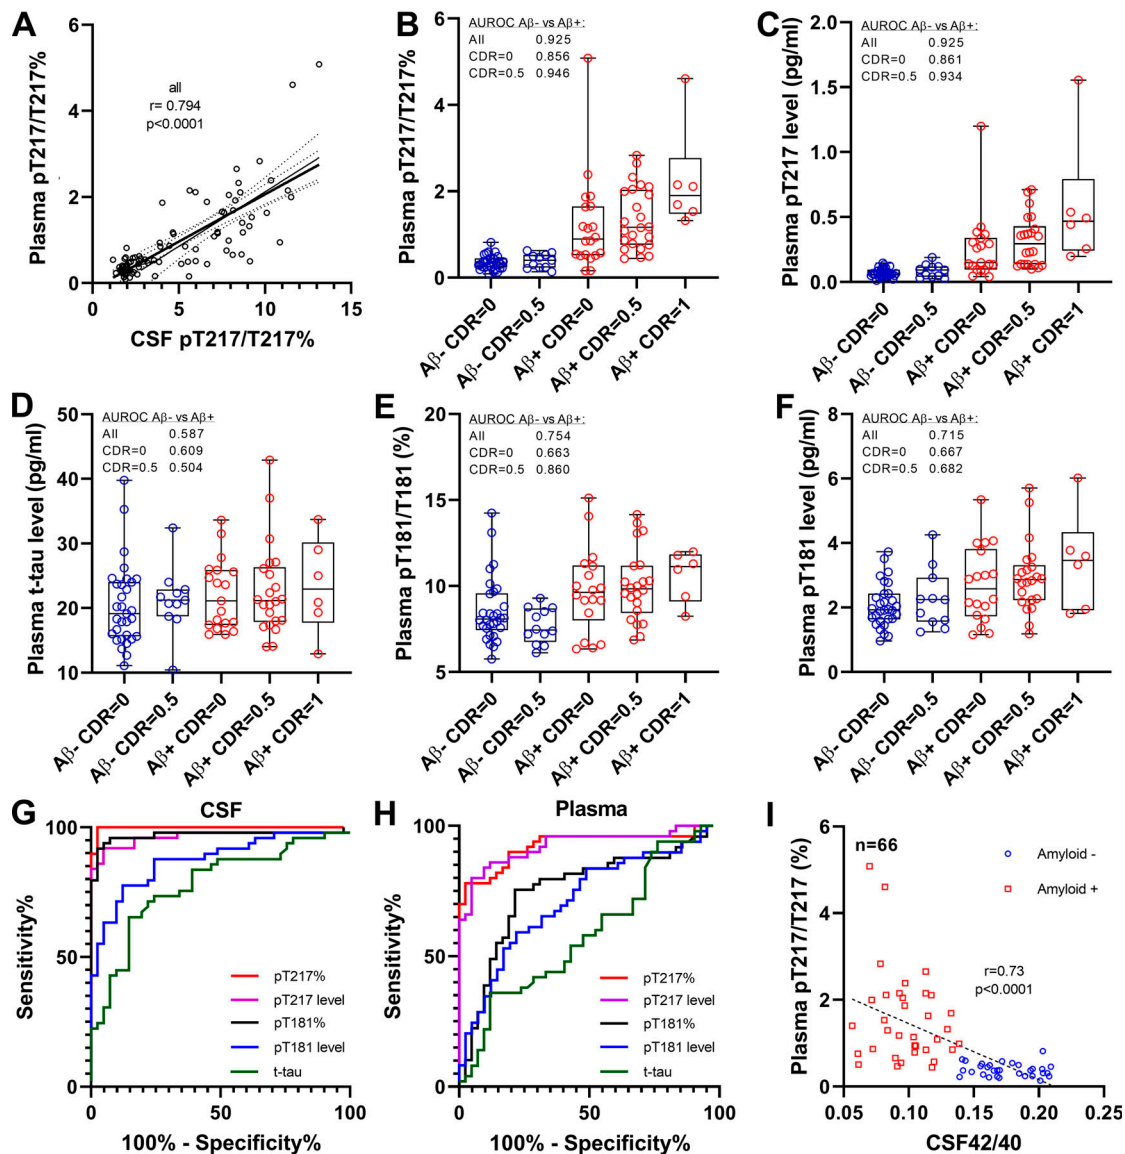 A
Plasma pT217/T217%
6
4
2
0
all
r= 0.794
p<0.0001
0
5
10
15
CSF pT217/T217%
B
Plasma pT217/T217%
6
4
2
0
AUROC Aβ- vs Aβ+:
All 0.925
CDR=0 0.856
CDR=0.5 0.946
Aβ- CDR=0
Aβ- CDR=0.5
Aβ+ CDR=0
Aβ+ CDR=0.5
Aβ+ CDR=1
C
Plasma pT217 level (pg/ml)
2.0
1.5
1.0
0.5
0.0
AUROC Aβ- vs Aβ+:
All 0.925
CDR=0 0.861
CDR=0.5 0.934
Aβ- CDR=0
Aβ- CDR=0.5
Aβ+ CDR=0
Aβ+ CDR=0.5
Aβ+ CDR=1
D
Plasma t-tau level (pg/ml)
50
40
30
20
10
AUROC Aβ- vs Aβ+
All 0.587
CDR=0 0.609
CDR=0.5 0.504
Aβ- CDR=0
Aβ- CDR=0.5
Aβ+ CDR=0
Aβ+ CDR=0.5
Aβ+ CDR=1
E
Plasma pT181/T181 (%)
20
15
10
5
AUROC Aβ- vs Aβ+:
All 0.754
CDR=0 0.663
CDR=0.5 0.860
Aβ- CDR=0
Aβ- CDR=0.5
Aβ+ CDR=0
Aβ+ CDR=0.5
Aβ+ CDR=1
F
Plasma pT181 level (pg/ml)
8
6
4
2
0
AUROC Aβ- vs Aβ+:
All 0.715
CDR=0 0.667
CDR=0.5 0.682
Aβ- CDR=0
Aβ- CDR=0.5
Aβ+ CDR=0
Aβ+ CDR=0.5
Aβ+ CDR=1
G
CSF
Sensitivity%
100
50
0
pT217%
pT217 level
pT181%
pT181 level
t-tau
0
50
100
100% - Specificity%
H
Plasma
Sensitivity%
100
50
0
pT217%
pT217 level
pT181%
pT181 level
t-tau
0
50
100
100% - Specificity%
I
Plasma pT217/T217 (%)
6
4
2
0
n=66
Amyloid -
Amyloid +
r=0.73
p<0.0001
0.05
0.10
0.15
0.20
0.25
CSF42/40